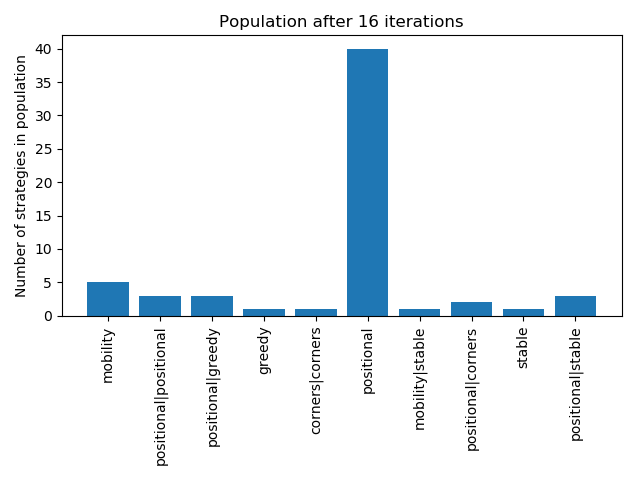 Population after 16 iterations
Number of strategies in population
40
35
30
25
20
15
10
5
0
mobility
positional|positional
positional|greedy
greedy
corners|corners
positional
mobility|stable
positional|corners
stable
positional|stable